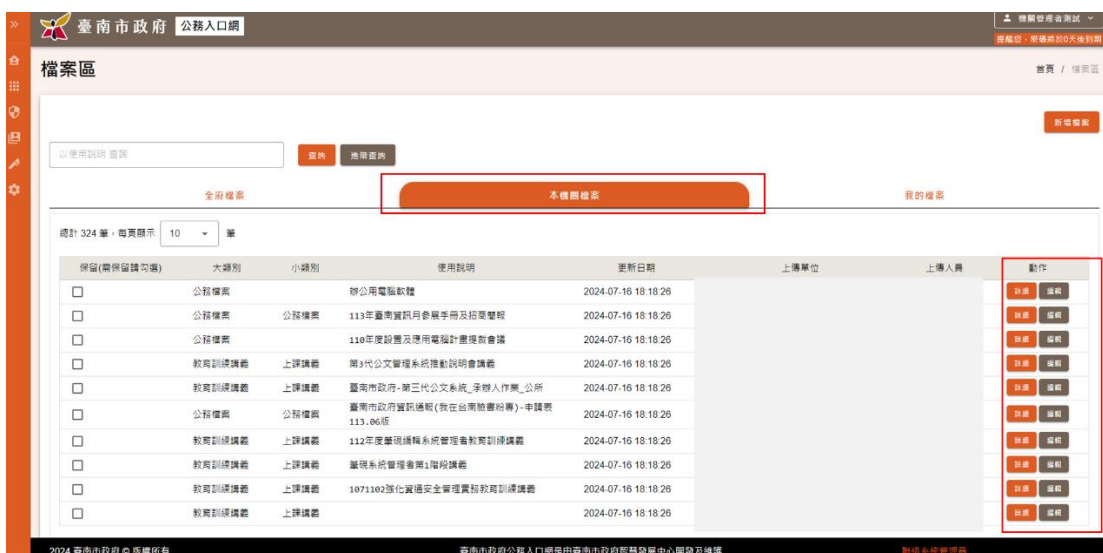 臺南市政府 公務入口網
機關管理者測試
提醒您，密碼將於0天後到期
檔案區
首頁 / 檔案區
新增檔案
以使用說明 查詢 查詢 進階查詢
全府檔案 本機關檔案 我的檔案
總計 324 筆，每頁顯示 10 筆
保留(需保留請勾選) 大類別 小類別 使用說明 更新日期 上傳單位 上傳人員 動作
公務檔案 辦公用電腦軟體 2024-07-16 18:18:26 詳細 編輯
公務檔案 公務檔案 113年臺南資訊月參展手冊及招商簡報 2024-07-16 18:18:26 詳細 編輯
公務檔案 110年度設置及應用電腦計畫提報會議 2024-07-16 18:18:26 詳細 編輯
教育訓練講義 上課講義 第3代公文管理系統推動說明會講義 2024-07-16 18:18:26 詳細 編輯
教育訓練講義 上課講義 臺南市政府-第三代公文系統_承辦人作業_公所 2024-07-16 18:18:26 詳細 編輯
公務檔案 公務檔案 臺南市政府資訊通報(我在台南臉書粉專)-申請表 2024-07-16 18:18:26 詳細 編輯
113.06版
教育訓練講義 上課講義 112年度筆硯編輯系統管理者教育訓練講義 2024-07-16 18:18:26 詳細 編輯
教育訓練講義 上課講義 筆硯系統管理者第1階段講義 2024-07-16 18:18:26 詳細 編輯
教育訓練講義 上課講義 1071102強化資通安全管理實務教育訓練講義 2024-07-16 18:18:26 詳細 編輯
教育訓練講義 上課講義 2024-07-16 18:18:26 詳細 編輯
2024 臺南市政府 © 版權所有 臺南市政府公務入口網是由臺南市政府智慧發展中心開發及維護 聯絡系統管理員